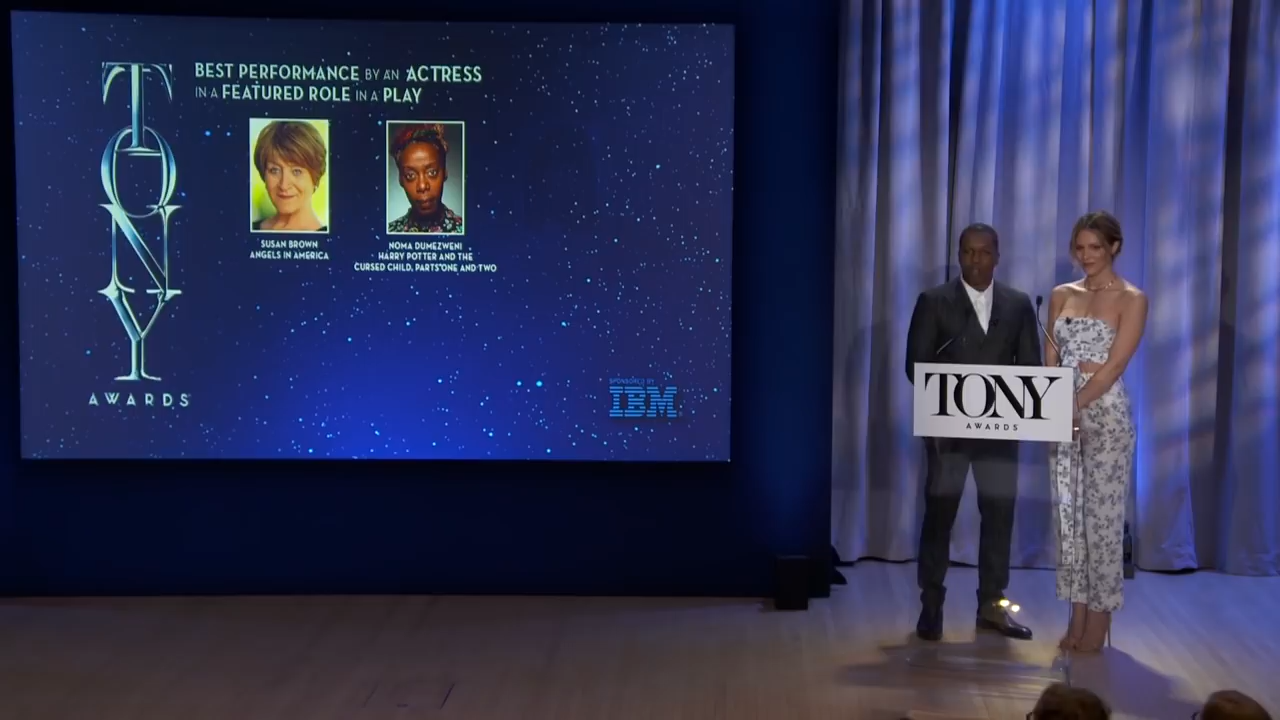 TONY
AWARDS
BEST PERFORMANCE BY AN ACTRESS
IN A FEATURED ROLE IN A PLAY
SUSAN BROWN
ANGELS IN AMERICA
NOMA DUMEZWENI
HARRY POTTER AND THE
CURSED CHILD, PARTS ONE AND TWO
SPONSORED BY
IBM
TONY
AWARDS